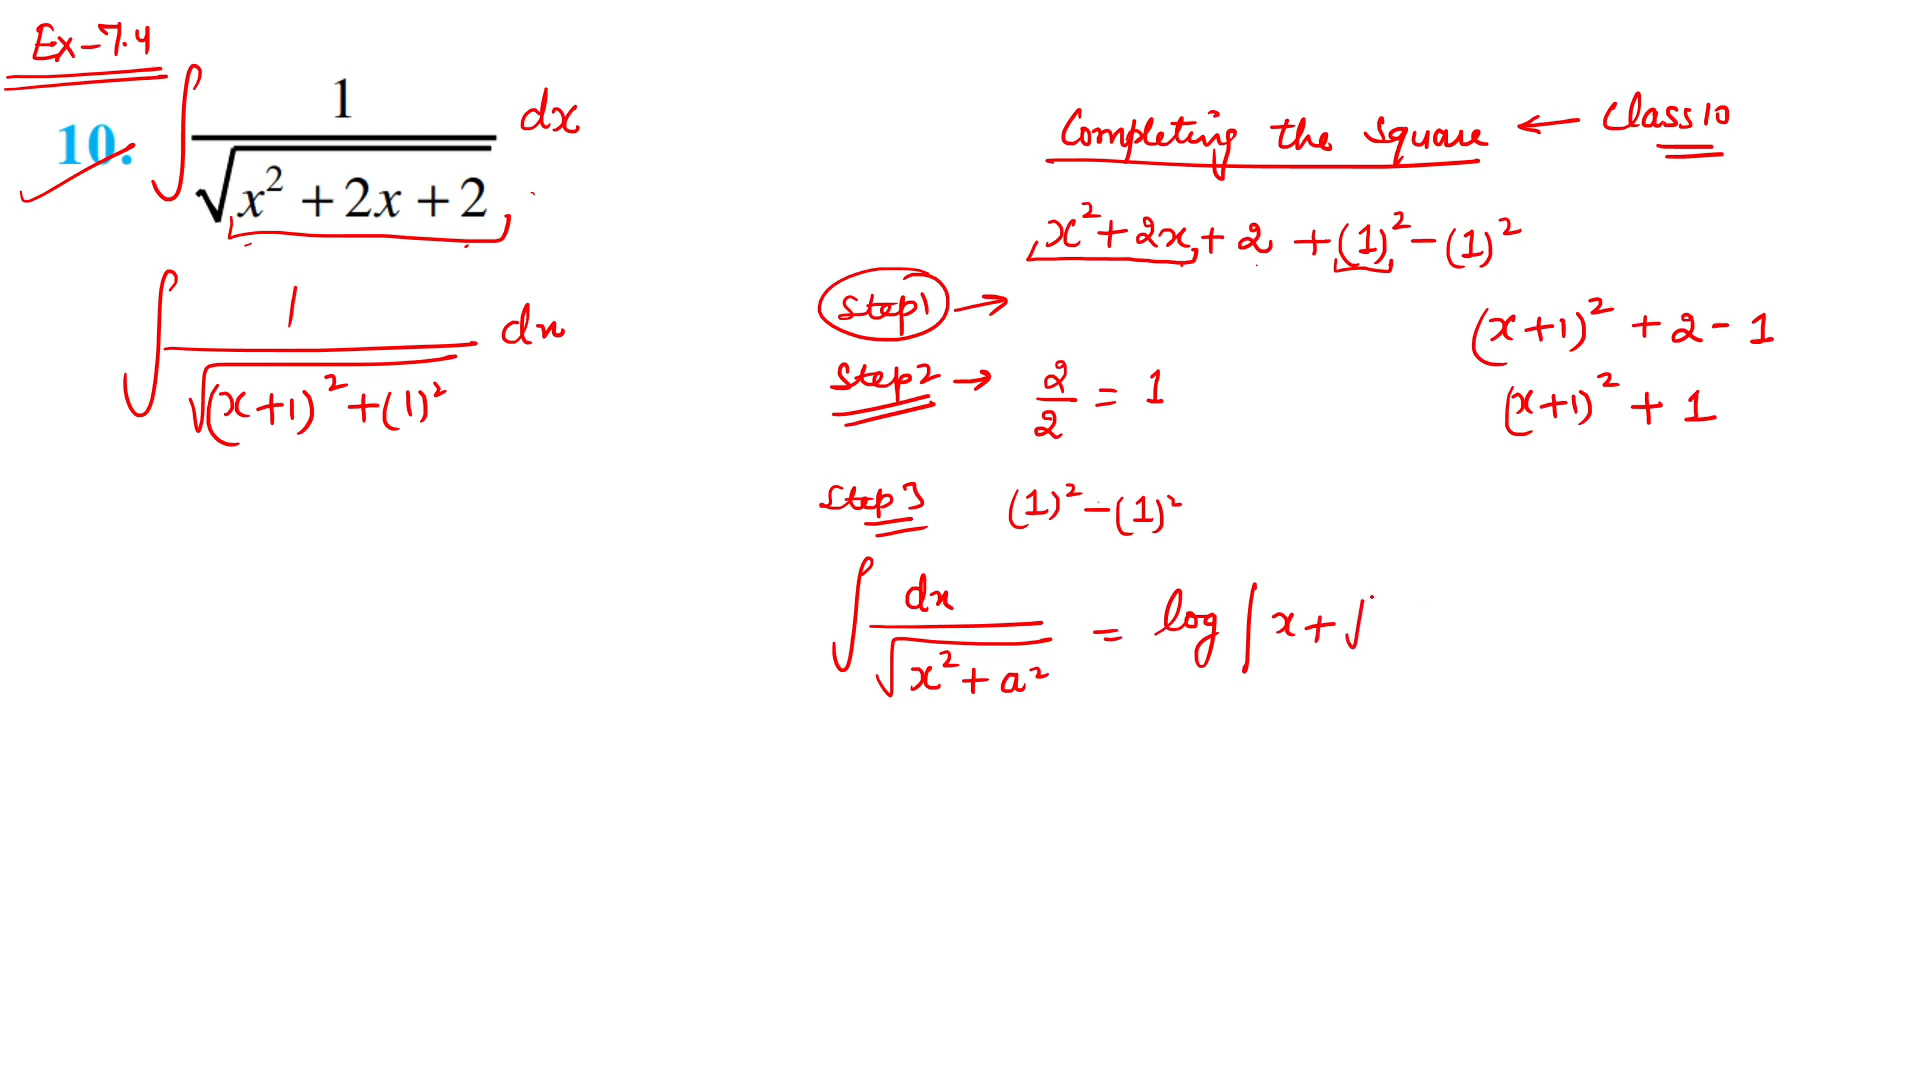 Ex-7.4
10. ∫ 1/√(x² + 2x + 2) dx
∫ 1/√((x+1)² + (1)²) dx
Completing the square ← Class 10
x² + 2x + 2 + (1)² - (1)²
Step 1 →
(x+1)² + 2 - 1
Step 2 → 2/2 = 1
(x+1)² + 1
Step 3 (1)² - (1)²
∫ dx/√(x² + a²) = log | x + √